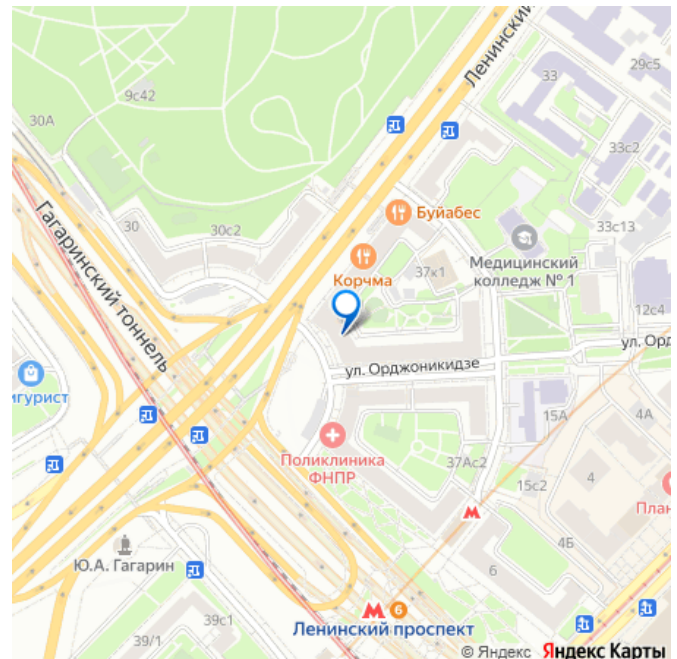 Ленинский
29с5
33
9с42
30А
33с2
Буйабес
30
30с2
33с13
Медицинский
колледж № 1
Корчма
37к1
Гагаринский тоннель
12с4
ул. Орджоникидзе
ул. Орд
игурист
15А
4А
Поликлиника
ФНПР
37Ас2
4
15с2
План
4Б
Ю.А. Гагарин
6
6
Ленинский проспект
39с1
39/1
© Яндекс Яндекс Карты